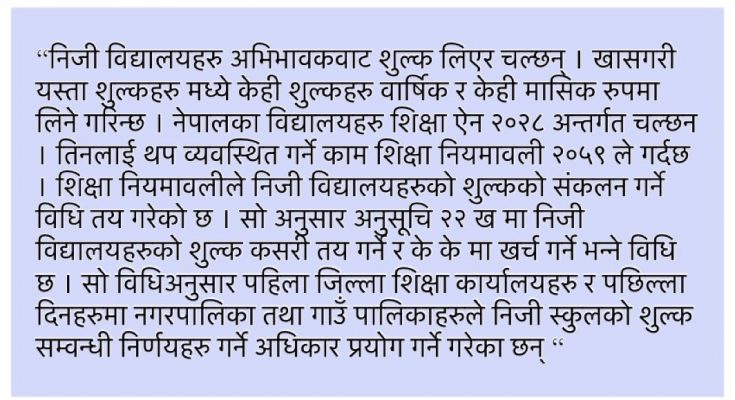 “निजी विद्यालयहरु अभिभावकवाट शुल्क लिएर चल्छन् । खासगरी
यस्ता शुल्कहरु मध्ये केही शुल्कहरु वार्षिक र केही मासिक रुपमा
लिने गरिन्छ । नेपालका विद्यालयहरु शिक्षा ऐन २०२८ अन्तर्गत चल्छन
। तिनलाई थप व्यवस्थित गर्ने काम शिक्षा नियमावली २०५९ ले गर्दछ
। शिक्षा नियमावलीले निजी विद्यालयहरुको शुल्कको संकलन गर्ने
विधि तय गरेको छ । सो अनुसार अनुसूचि २२ ख मा निजी
विद्यालयहरुको शुल्क कसरी तय गर्ने र के के मा खर्च गर्ने भन्ने विधि
छ । सो विधिअनुसार पहिला जिल्ला शिक्षा कार्यालयहरु र पछिल्ला
दिनहरुमा नगरपालिका तथा गाउँ पालिकाहरुले निजी स्कुलको शुल्क
सम्वन्धी निर्णयहरु गर्ने अधिकार प्रयोग गर्ने गरेका छन् “